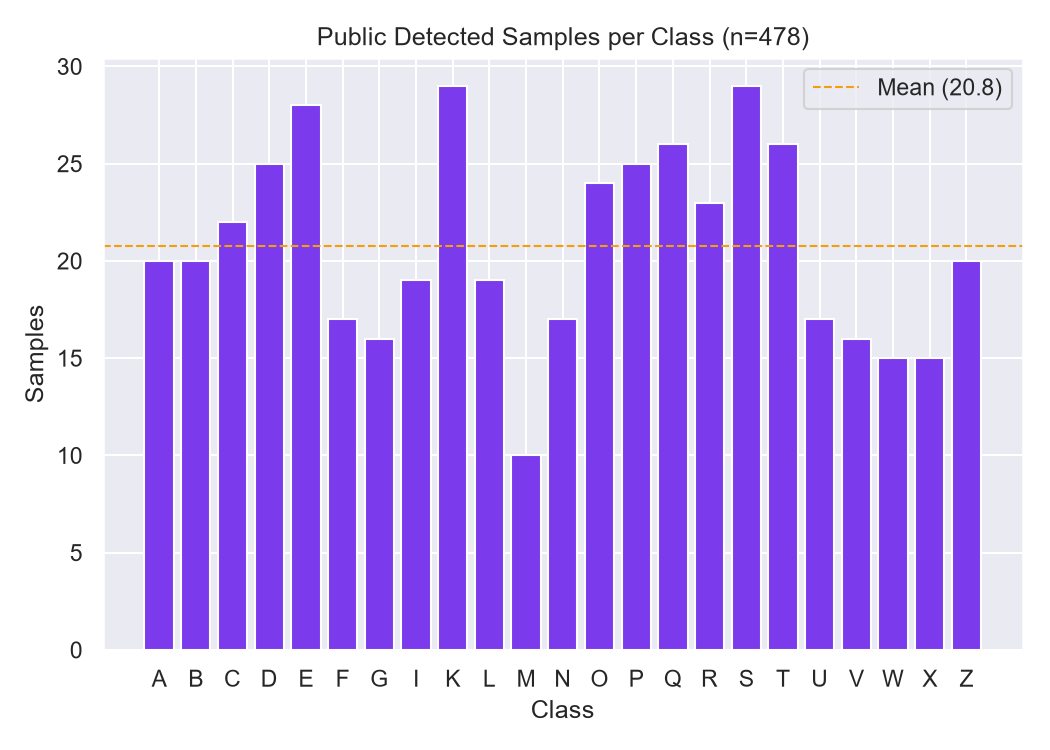 Public Detected Samples per Class (n=478)
Mean (20.8)
30
25
20
15
10
5
0
Samples
A B C D E F G I K L M N O P Q R S T U V W X Z
Class